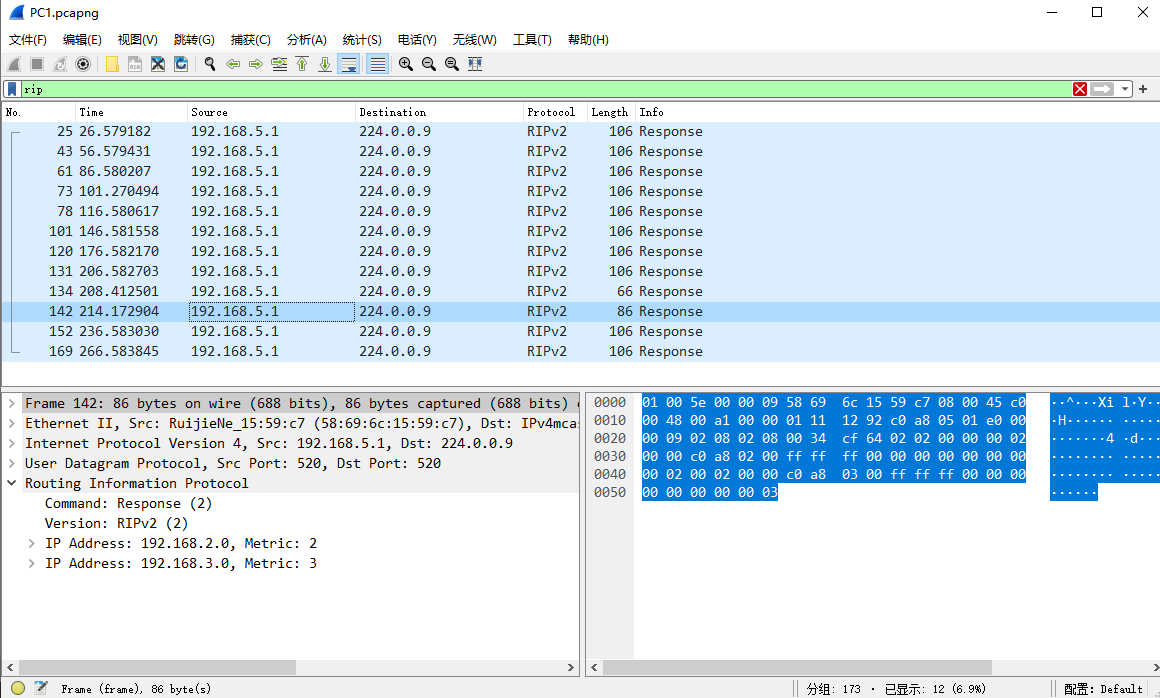 PC1.pcapng
文件(F) 编辑(E) 视图(V) 跳转(G) 捕获(C) 分析(A) 统计(S) 电话(Y) 无线(W) 工具(T) 帮助(H)
rip
No. Time Source Destination Protocol Length Info
25 26.579182 192.168.5.1 224.0.0.9 RIPv2 106 Response
43 56.579431 192.168.5.1 224.0.0.9 RIPv2 106 Response
61 86.580207 192.168.5.1 224.0.0.9 RIPv2 106 Response
73 101.270494 192.168.5.1 224.0.0.9 RIPv2 106 Response
78 116.580617 192.168.5.1 224.0.0.9 RIPv2 106 Response
101 146.581558 192.168.5.1 224.0.0.9 RIPv2 106 Response
120 176.582170 192.168.5.1 224.0.0.9 RIPv2 106 Response
131 206.582703 192.168.5.1 224.0.0.9 RIPv2 106 Response
134 208.412501 192.168.5.1 224.0.0.9 RIPv2 66 Response
142 214.172904 192.168.5.1 224.0.0.9 RIPv2 86 Response
152 236.583030 192.168.5.1 224.0.0.9 RIPv2 106 Response
169 266.583845 192.168.5.1 224.0.0.9 RIPv2 106 Response
Frame 142: 86 bytes on wire (688 bits), 86 bytes captured (688 bits)
Ethernet II, Src: RuijieNe_15:59:c7 (58:69:6c:15:59:c7), Dst: IPv4mcas
Internet Protocol Version 4, Src: 192.168.5.1, Dst: 224.0.0.9
User Datagram Protocol, Src Port: 520, Dst Port: 520
Routing Information Protocol
Command: Response (2)
Version: RIPv2 (2)
IP Address: 192.168.2.0, Metric: 2
IP Address: 192.168.3.0, Metric: 3
0000 01 00 5e 00 00 09 58 69 6c 15 59 c7 08 00 45 c0 ··^···Xi l·Y·
0010 00 48 00 a1 00 00 01 11 12 92 c0 a8 05 01 e0 00 ·H······ ·····
0020 00 09 02 08 02 08 00 34 cf 64 02 02 00 00 00 02 ·······4 ·d···
0030 00 00 c0 a8 02 00 ff ff ff 00 00 00 00 00 00 00 ········ ·····
0040 00 02 00 02 00 00 c0 a8 03 00 ff ff ff 00 00 00 ········ ·····
0050 00 00 00 00 00 03 ······
Frame (frame), 86 byte(s) 分组: 173 · 已显示: 12 (6.9%) 配置: Default